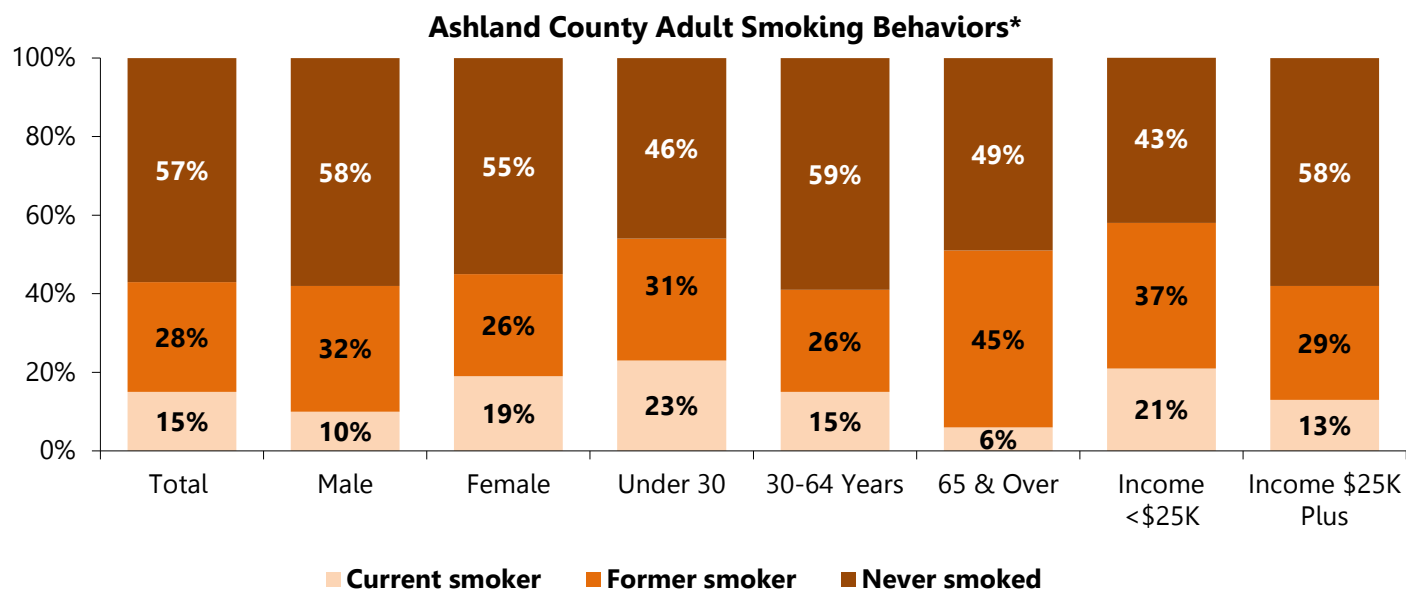 Ashland County Adult Smoking Behaviors*
100%
80%
60%
40%
20%
0%
57% 58% 55% 46% 59% 49% 43% 58%
28% 32% 26% 31% 26% 45% 37% 29%
15% 10% 19% 23% 15% 6% 21% 13%
Total Male Female Under 30 30-64 Years 65 & Over Income Income $25K
<$25K Plus
Current smoker Former smoker Never smoked